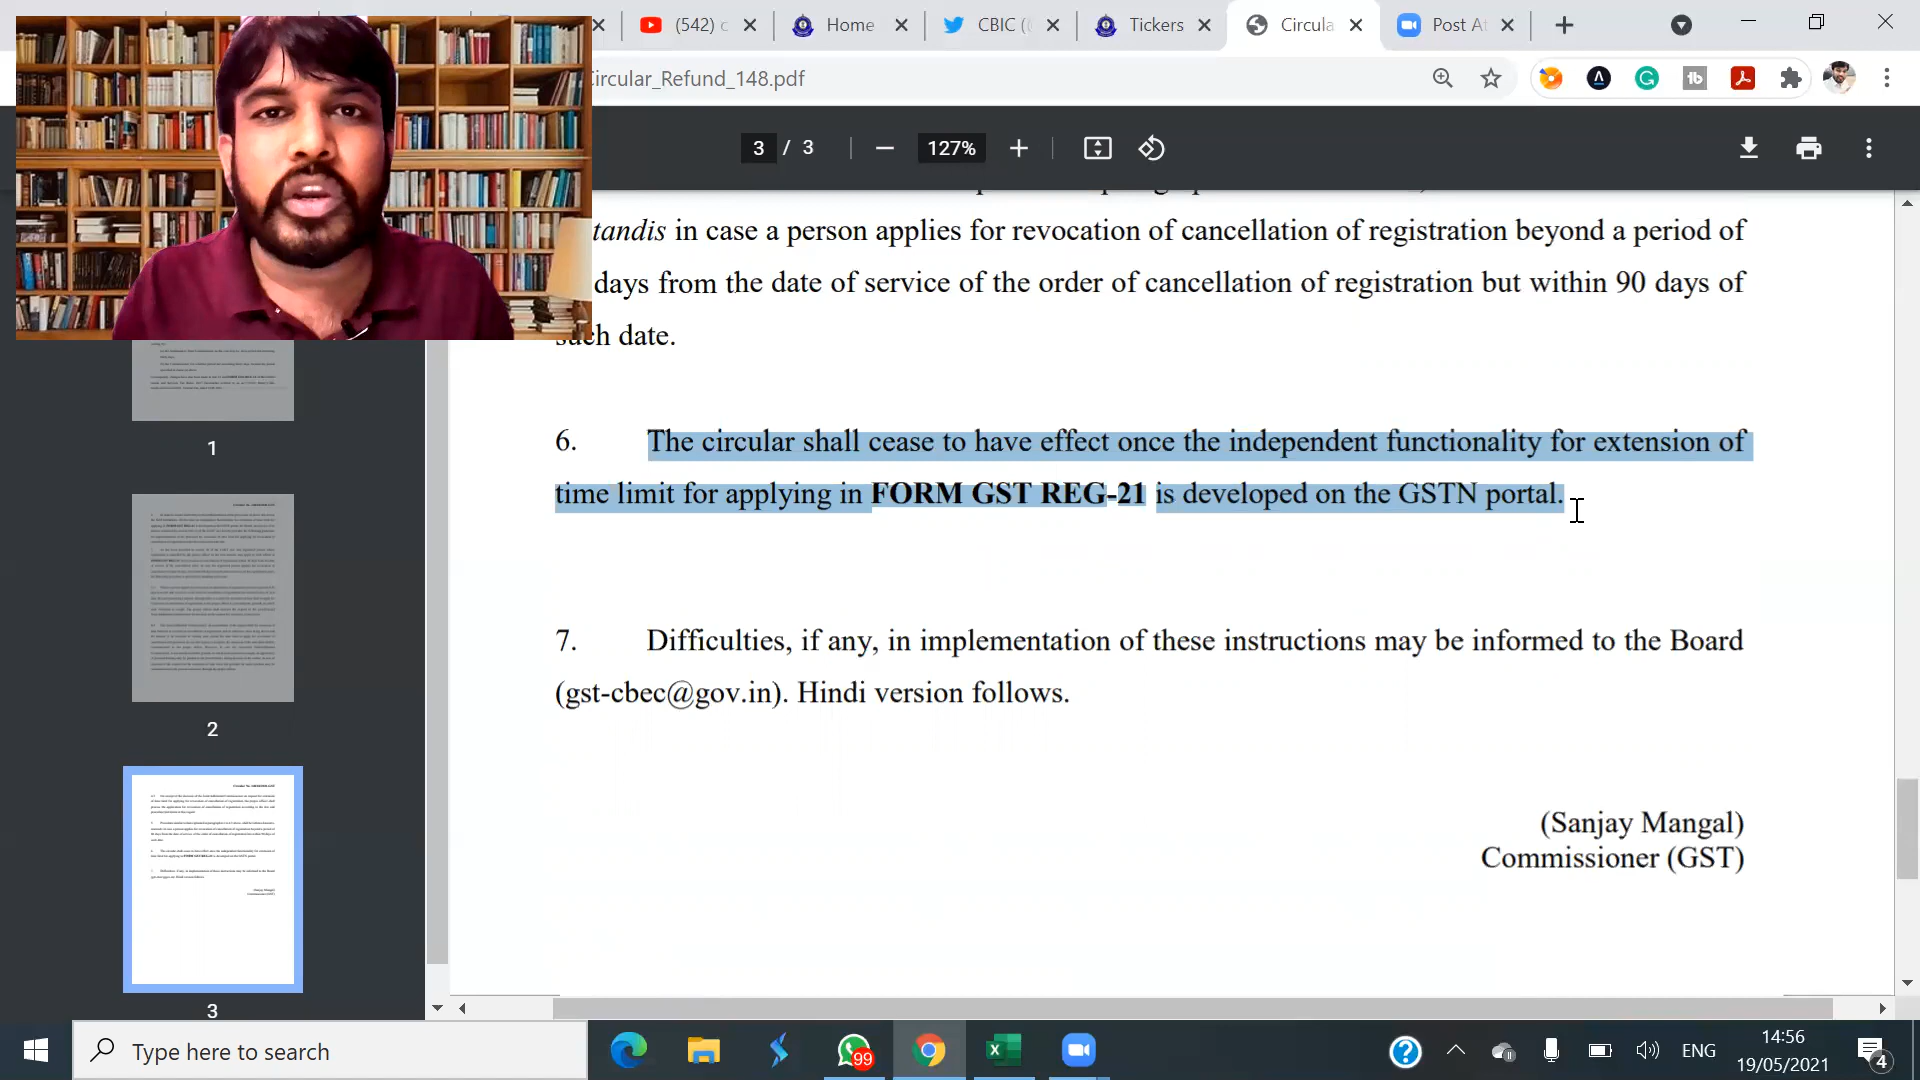 (542) c
Home
CBIC (@
Tickers
Circula
Post At
Circular_Refund_148.pdf
3 / 3
127%
tandis in case a person applies for revocation of cancellation of registration beyond a period of
days from the date of service of the order of cancellation of registration but within 90 days of
such date.
6. The circular shall cease to have effect once the independent functionality for extension of
time limit for applying in FORM GST REG-21 is developed on the GSTN portal.
7. Difficulties, if any, in implementation of these instructions may be informed to the Board
(gst-cbec@gov.in). Hindi version follows.
(Sanjay Mangal)
Commissioner (GST)
1
2
3
Type here to search
99
ENG
14:56
19/05/2021
4